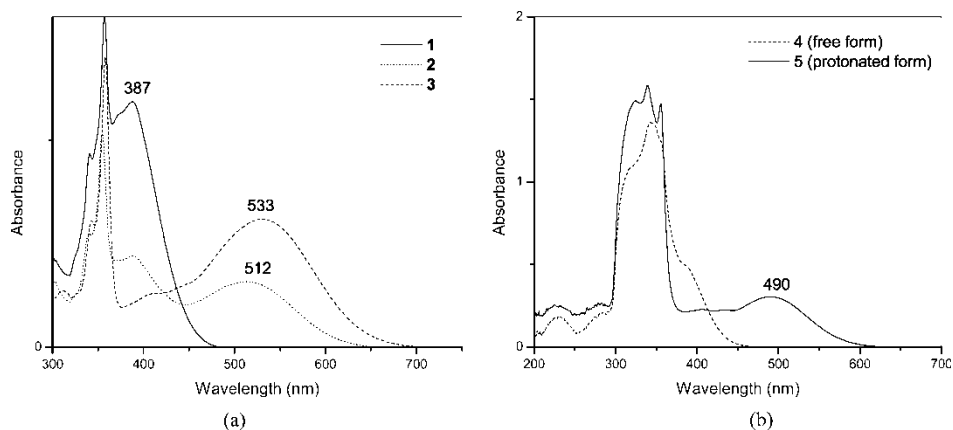 1
2
3
387
533
512
Absorbance
0
300 400 500 600 700
Wavelength (nm)
(a)
2
4 (free form)
5 (protonated form)
Absorbance
1
490
0
200 300 400 500 600 700
Wavelength (nm)
(b)